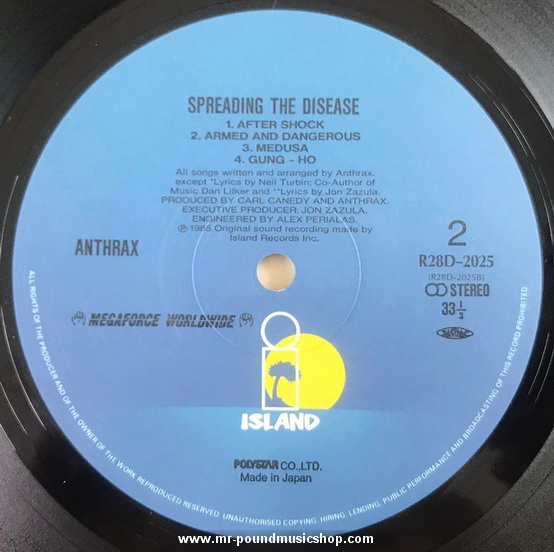 SPREADING THE DISEASE
1. AFTER SHOCK
2. ARMED AND DANGEROUS
3. MEDUSA
4. GUNG - HO
All songs written and arranged by Anthrax.
except *Lyrics by Neil Turbin; Co-Author of
Music Dan Lilker and **Lyrics by Jon Zazula.
PRODUCED BY CARL CANEDY AND ANTHRAX.
EXECUTIVE PRODUCER: JON ZAZULA.
ENGINEERED BY ALEX PERIALAS.
Ⓟ 1985 Original sound recording made by
Island Records Inc.
ANTHRAX
2
R28D-2025
(R28D-2025B)
STEREO
33 1/3
MEGAFORCE WORLDWIDE
ISLAND
POLYSTAR CO.,LTD.
Made in Japan
ALL RIGHTS OF THE PRODUCER AND OF THE OWNER OF THE WORK REPRODUCED RESERVED. UNAUTHORISED COPYING, HIRING, LENDING, PUBLIC PERFORMANCE AND BROADCASTING OF THIS RECORD PROHIBITED.
www.mr-poundmusicshop.com